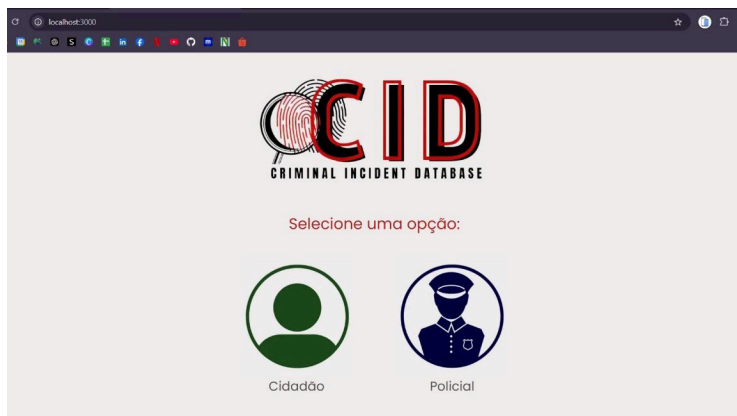 localhost:3000
CID
CRIMINAL INCIDENT DATABASE
Selecione uma opção:
Cidadão
Policial